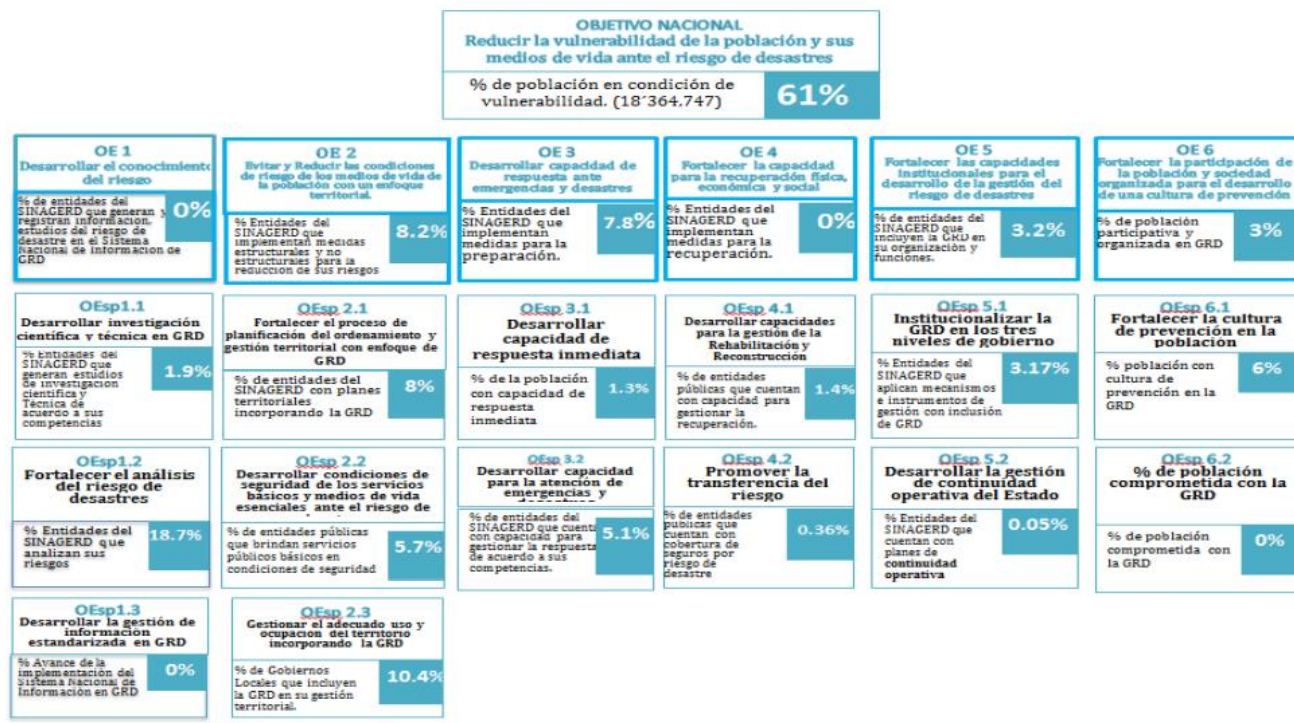 OBJETIVO NACIONAL
Reducir la vulnerabilidad de la población y sus
medios de vida ante el riesgo de desastres
% de población en condición de
vulnerabilidad. (18´364,747)
61%
OE 1
Desarrollar el conocimiento
del riesgo
% de entidades del
SINAGERD que generan y
registran información,
estudios del riesgo de
desastre en el Sistema
Nacional de Información de
GRD
0%
OE 2
Evitar y Reducir las condiciones
de riesgo de los medios de vida de
la población con un enfoque
territorial.
% Entidades del
SINAGERD que
implementan medidas
estructurales y no
estructurales para la
reducción de sus riesgos
8.2%
OE 3
Desarrollar capacidad de
respuesta ante
emergencias y desastres
% Entidades del
SINAGERD que
implementan
medidas para la
preparación.
7.8%
OE 4
Fortalecer la capacidad
para la recuperación física,
económica y social
% Entidades del
SINAGERD que
implementan
medidas para la
recuperación.
0%
OE 5
Fortalecer las capacidades
Institucionales para el
desarrollo de la gestión del
riesgo de desastres
% de entidades del
SINAGERD que
incluyen la GRD en
su organización y
funciones.
3.2%
OE 6
Fortalecer la participación de
la población y sociedad
organizada para el desarrollo
de una cultura de prevención
% de población
participativa y
organizada en GRD
3%
OEsp1.1
Desarrollar investigación
científica y técnica en GRD
% Entidades del
SINAGERD que
generan estudios
de investigación
científica y
Técnica de
acuerdo a sus
competencias
1.9%
OEsp 2.1
Fortalecer el proceso de
planificación del ordenamiento y
gestión territorial con enfoque de
GRD
% de entidades del
SINAGERD con planes
territoriales
incorporando la GRD
8%
OEsp 3.1
Desarrollar
capacidad de
respuesta inmediata
% de la población
con capacidad de
respuesta
inmediata
1.3%
OEsp 4.1
Desarrollar capacidades
para la gestión de la
Rehabilitación y
Reconstrucción
% de entidades
públicas que cuentan
con capacidad para
gestionar la
recuperación.
1.4%
OEsp 5.1
Institucionalizar la
GRD en los tres
niveles de gobierno
% Entidades del
SINAGERD que
aplican mecanismos
e instrumentos de
gestión con inclusión
de GRD
3.17%
OEsp 6.1
Fortalecer la cultura
de prevención en la
población
% población con
cultura de
prevención en la
GRD
6%
OEsp1.2
Fortalecer el análisis
del riesgo de
desastres
% Entidades del
SINAGERD que
analizan sus
riesgos
18.7%
OEsp 2.2
Desarrollar condiciones de
seguridad de los servicios
básicos y medios de vida
esenciales ante el riesgo de
% de entidades públicas
que brindan servicios
públicos básicos en
condiciones de seguridad
5.7%
OEsp 3.2
Desarrollar capacidad
para la atención de
emergencias y
% de entidades del
SINAGERD que cuenta
con capacidad para
gestionar la respuesta
de acuerdo a sus
competencias.
5.1%
OEsp 4.2
Promover la
transferencia del
riesgo
% de entidades
públicas que
cuentan con
cobertura de
seguros por
riesgo de
desastre
0.36%
OEsp 5.2
Desarrollar la gestión
de continuidad
operativa del Estado
% Entidades del
SINAGERD que
cuentan con
planes de
continuidad
operativa
0.05%
OEsp 6.2
% de población
comprometida con la
GRD
% de población
comprometida con
la GRD
0%
OEsp1.3
Desarrollar la gestión de
información
estandarizada en GRD
% Avance de la
implementación del
Sistema Nacional de
Información en GRD
0%
OEsp 2.3
Gestionar el adecuado uso y
ocupación del territorio
incorporando la GRD
% de Gobiernos
Locales que incluyen
la GRD en su gestión
territorial.
10.4%